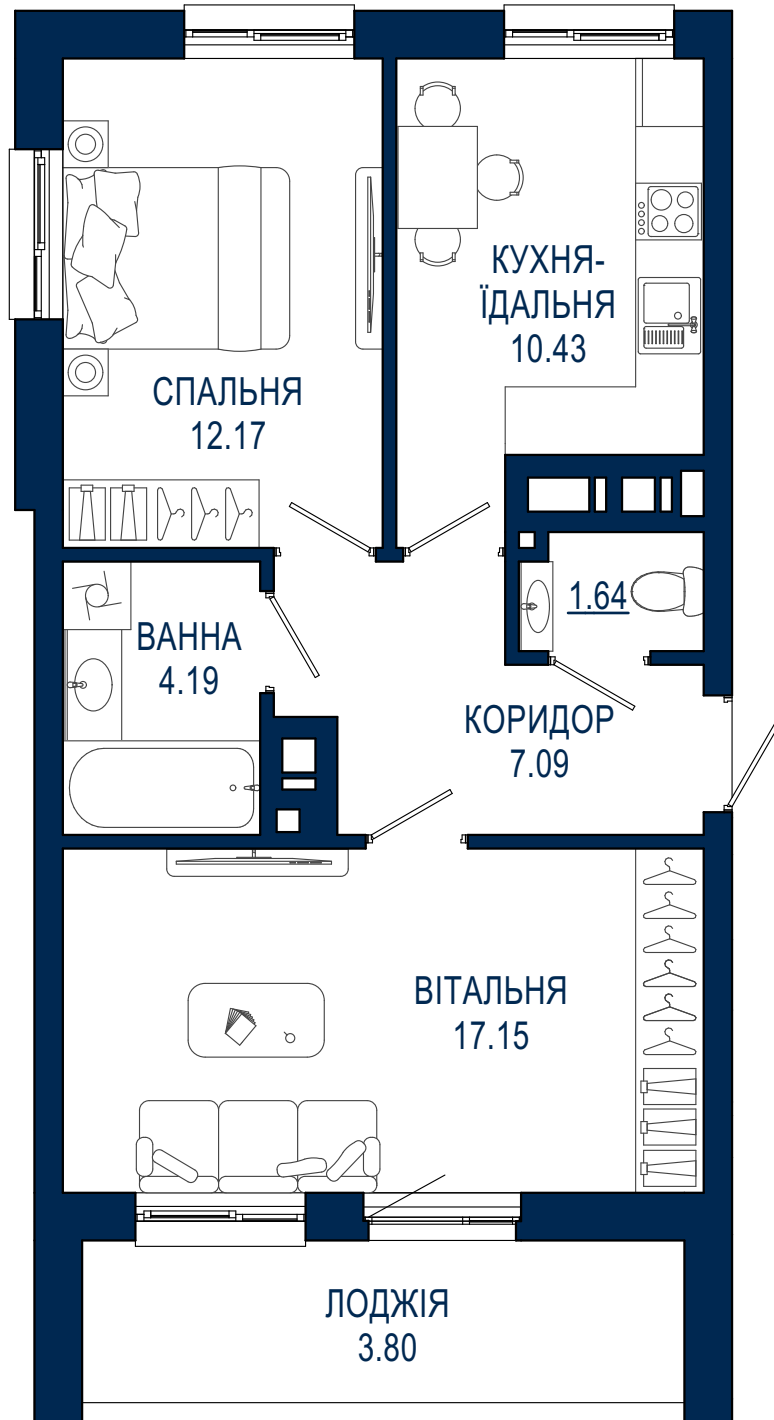 КУХНЯ-
ЇДАЛЬНЯ
10.43
СПАЛЬНЯ
12.17
1.64
ВАННА
4.19
КОРИДОР
7.09
ВІТАЛЬНЯ
17.15
ЛОДЖІЯ
3.80